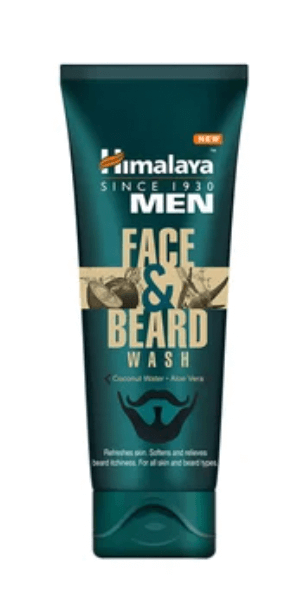 NEW
Himalaya
SINCE 1930
MEN
FACE
&
BEARD
WASH
Coconut Water • Aloe Vera
Refreshes skin. Softens and relieves
beard itchiness. For all skin and beard types.